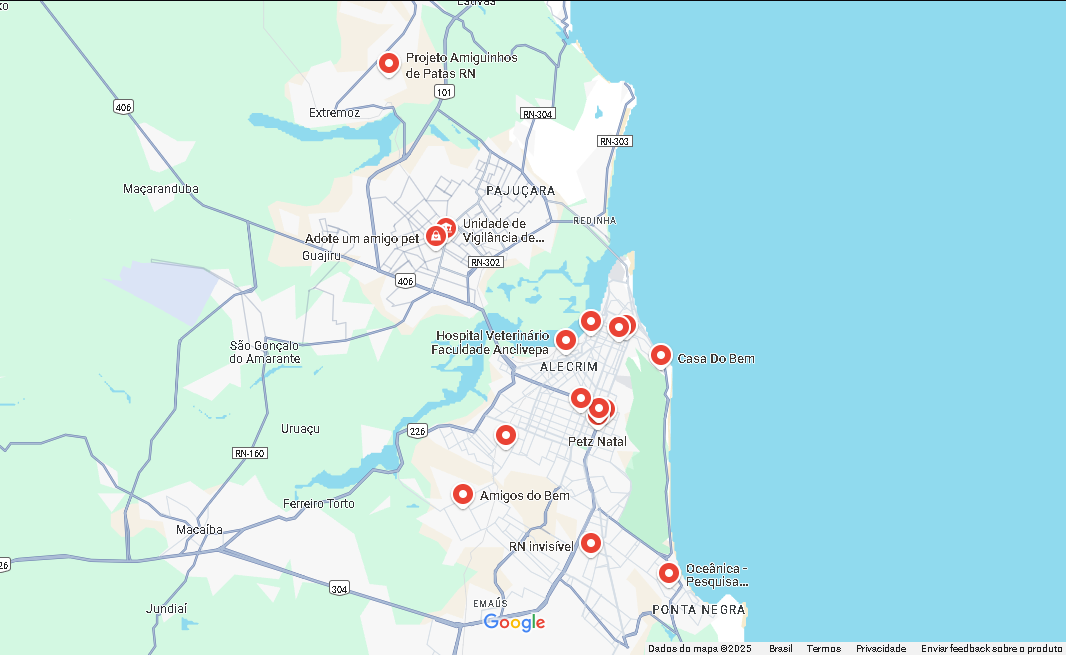 Projeto Amiguinhos
de Patas RN
101
406
Extremoz
RN-304
RN-303
Maçaranduba
PAJUÇARA
REDINHA
Unidade de
Vigilância de...
Adote um amigo pet
Guajiru
RN-302
406
Hospital Veterinário
Faculdade Anclivepa
São Gonçalo
do Amarante
Casa Do Bem
ALECRIM
Uruaçu
226
Petz Natal
RN-160
Amigos do Bem
Ferreiro Torto
Macaíba
RN invisível
26
Oceânica -
Pesquisa...
304
EMAÚS
Jundiaí
PONTA NEGRA
Google
Dados do mapa ©2025 Brasil Termos Privacidade Enviar feedback sobre o produto